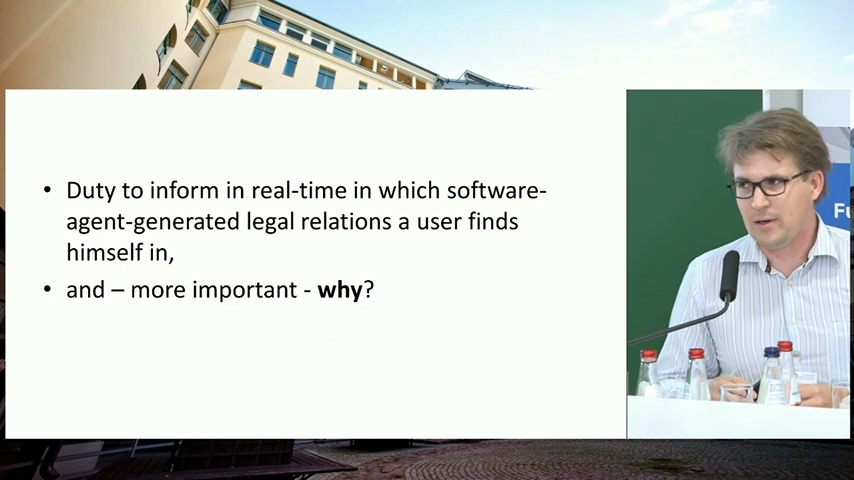 • Duty to inform in real-time in which software-
agent-generated legal relations a user finds
himself in,
• and – more important - why?
Fu